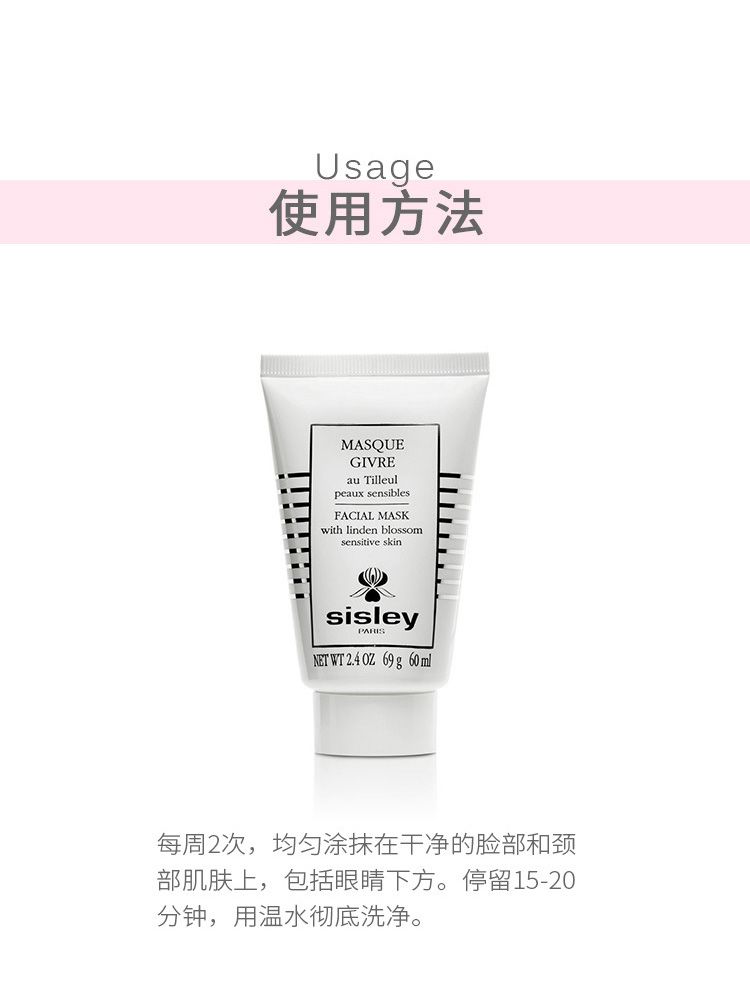 Usage
使用方法
MASQUE
GIVRE
au Tilleul
peaux sensibles
FACIAL MASK
with linden blossom
sensitive skin
sisley
PARIS
NET WT 2.4 OZ 69 g 60 ml
每周2次，均匀涂抹在干净的脸部和颈
部肌肤上，包括眼睛下方。停留15-20
分钟，用温水彻底洗净。